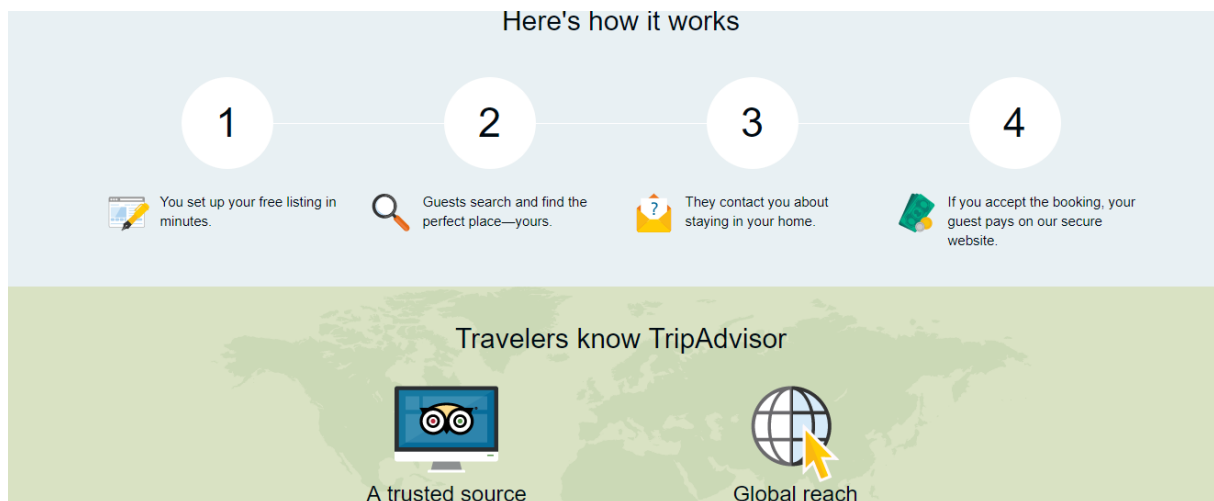 Here's how it works
1
2
3
4
You set up your free listing in
minutes.
Guests search and find the
perfect place—yours.
?
They contact you about
staying in your home.
If you accept the booking, your
guest pays on our secure
website.
Travelers know TripAdvisor
A trusted source
Global reach